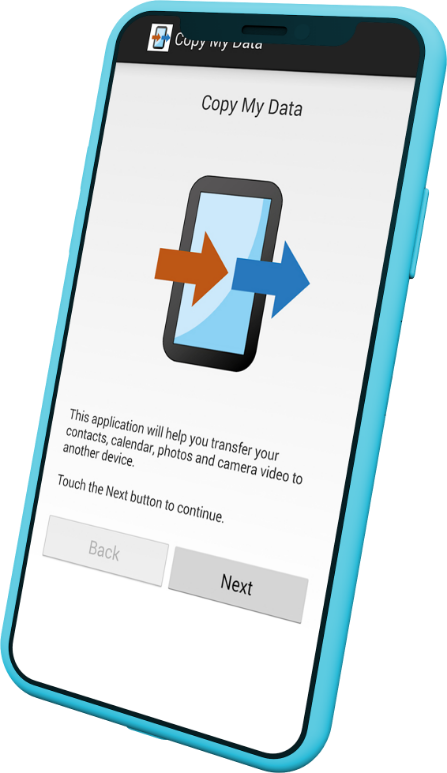 Copy My Data
Copy My Data
This application will help you transfer your
contacts, calendar, photos and camera video to
another device.
Touch the Next button to continue.
Back
Next